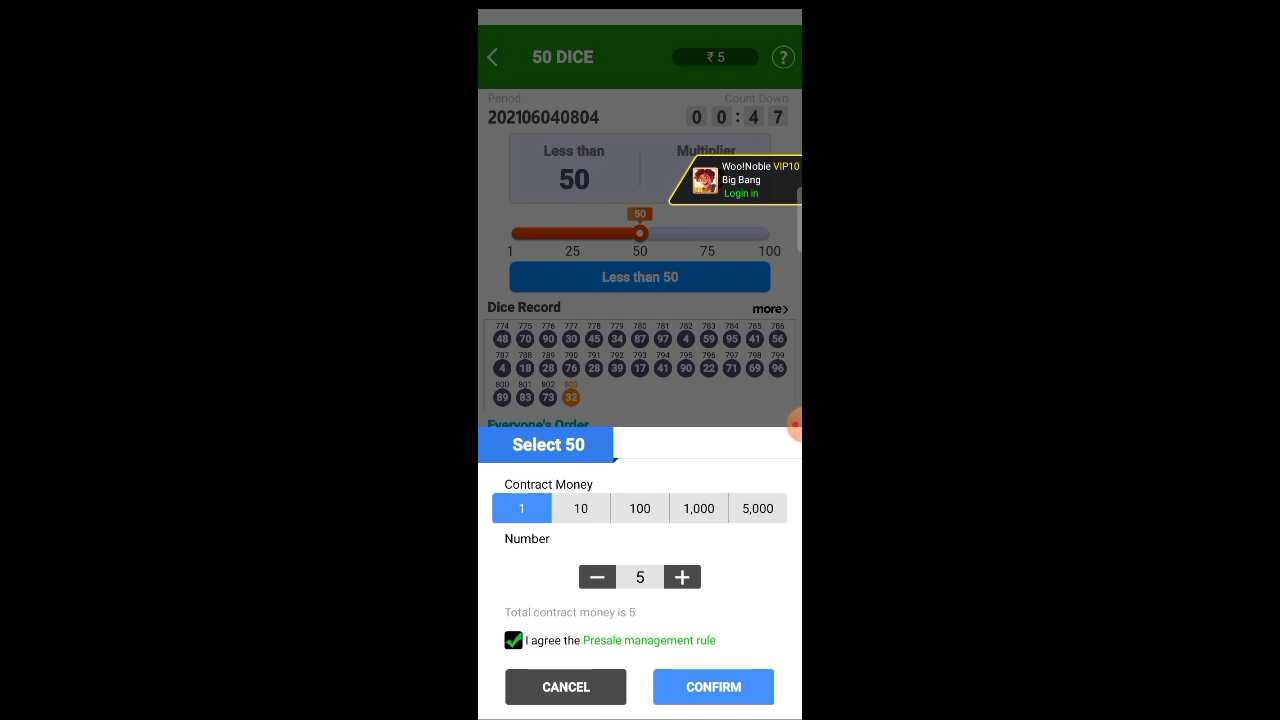 50 DICE
₹ 5
?
Period
Count Down
202106040804
0 0 : 4 7
Less than
Multiplier
50
Woo!Noble VIP10
Big Bang
Login in
50
1 25 50 75 100
Less than 50
Dice Record
more>
774 775 776 777 778 779 780 781 782 783 784 785 786
48 70 90 30 45 34 87 97 4 59 95 41 56
787 788 789 790 791 792 793 794 795 796 797 798 799
4 18 28 76 28 39 17 41 90 22 71 69 96
800 801 802 803
89 83 73 32
Everyone's Order
Select 50
Contract Money
1 10 100 1,000 5,000
Number
− 5 +
Total contract money is 5
I agree the Presale management rule
CANCEL
CONFIRM